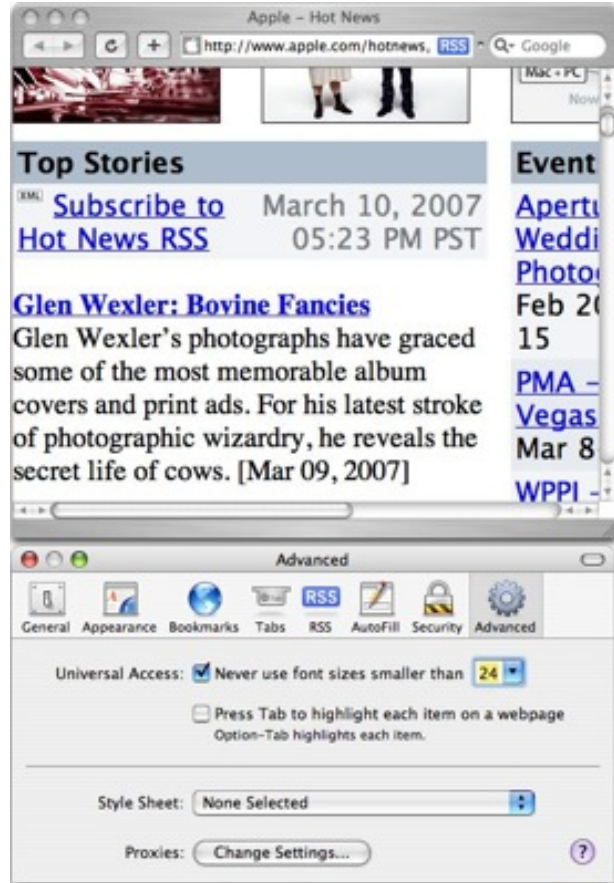 Apple – Hot News
http://www.apple.com/hotnews, RSS Google
Mac + PC
Now
Top Stories
XML Subscribe to Hot News RSS
March 10, 2007
05:23 PM PST
Glen Wexler: Bovine Fancies
Glen Wexler's photographs have graced
some of the most memorable album
covers and print ads. For his latest stroke
of photographic wizardry, he reveals the
secret life of cows. [Mar 09, 2007]
Event
Apertu
Weddi
Photog
Feb 20
15
PMA –
Vegas
Mar 8
WPPI –
Advanced
General Appearance Bookmarks Tabs RSS AutoFill Security Advanced
Universal Access: Never use font sizes smaller than 24
Press Tab to highlight each item on a webpage
Option–Tab highlights each item.
Style Sheet: None Selected
Proxies: Change Settings... ?